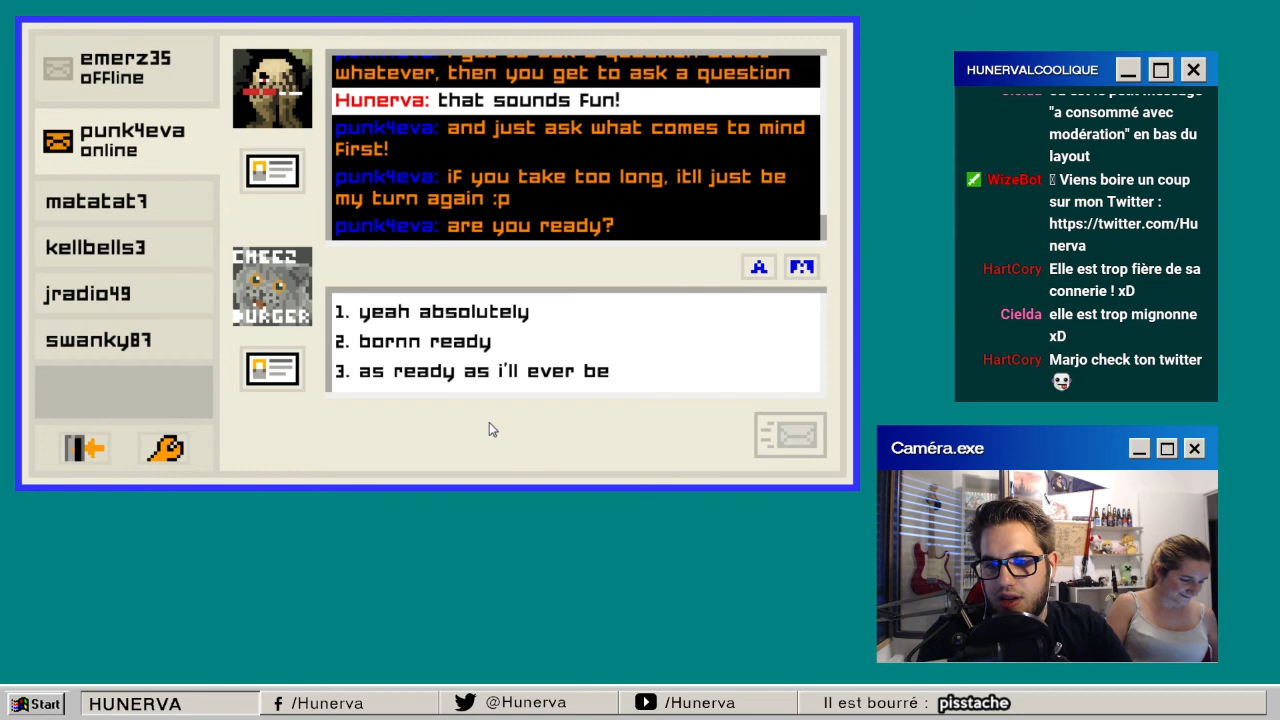 emerz35
offline
punk4eva
online
matatat7
kellbells3
jradio49
swanky87
CHEEZ
BURGER
whatever, then you get to ask a question
Hunerva: that sounds fun!
punk4eva: and just ask what comes to mind
first!
punk4eva: if you take too long, itll just be
my turn again :p
punk4eva: are you ready?
A
1. yeah absolutely
2. bornn ready
3. as ready as i'll ever be
HUNERVALCOOLIQUE
"a consommé avec
modération" en bas du
layout
WizeBot Viens boire un coup
sur mon Twitter :
https://twitter.com/Hu
nerva
HartCory Elle est trop fière de sa
connerie ! xD
Cielda elle est trop mignonne
xD
HartCory Marjo check ton twitter
Caméra.exe
Start
HUNERVA
/Hunerva
@Hunerva
/Hunerva
Il est bourré : pisstache